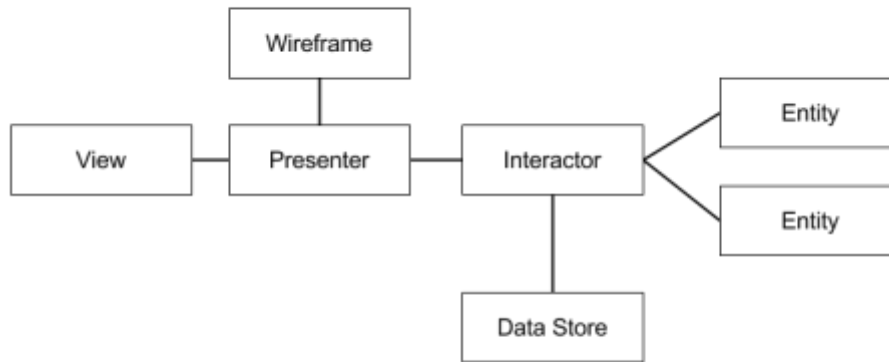 Wireframe
View
Presenter
Interactor
Entity
Entity
Data Store